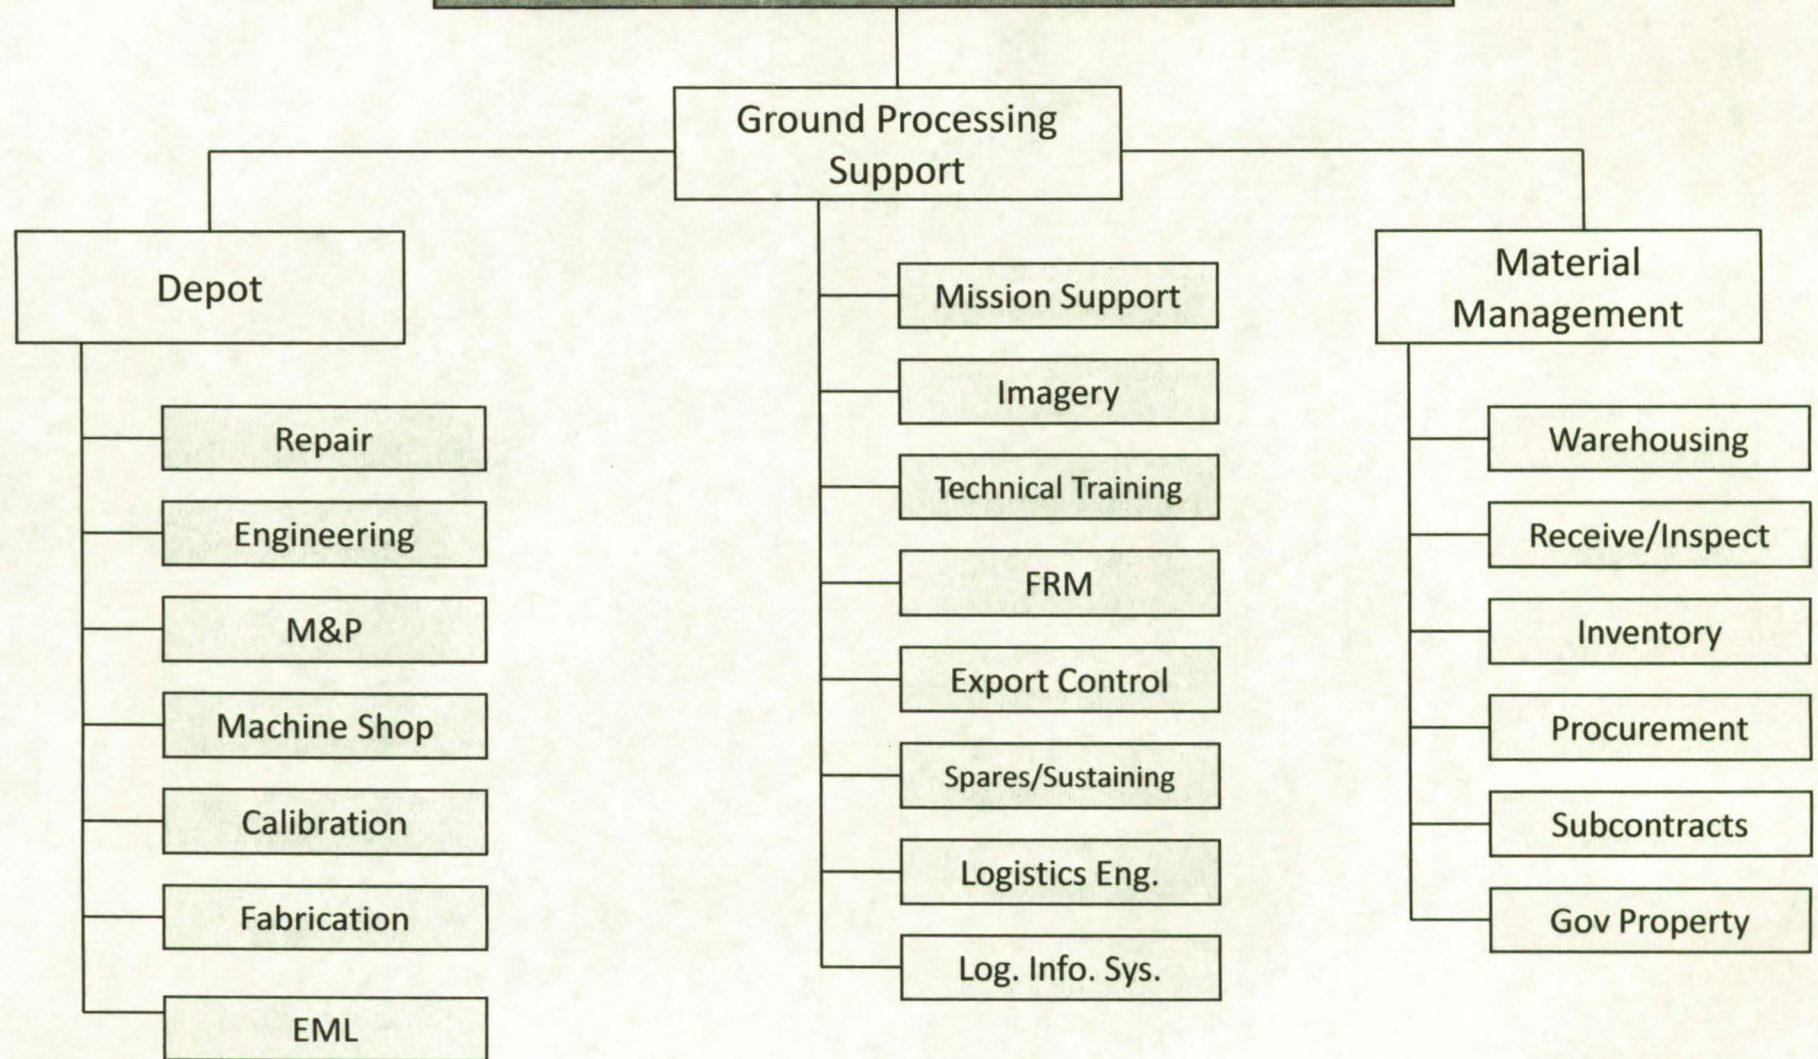 Ground Processing
Support
Depot
Repair
Engineering
M&P
Machine Shop
Calibration
Fabrication
EML
Mission Support
Imagery
Technical Training
FRM
Export Control
Spares/Sustaining
Logistics Eng.
Log. Info. Sys.
Material
Management
Warehousing
Receive/Inspect
Inventory
Procurement
Subcontracts
Gov Property